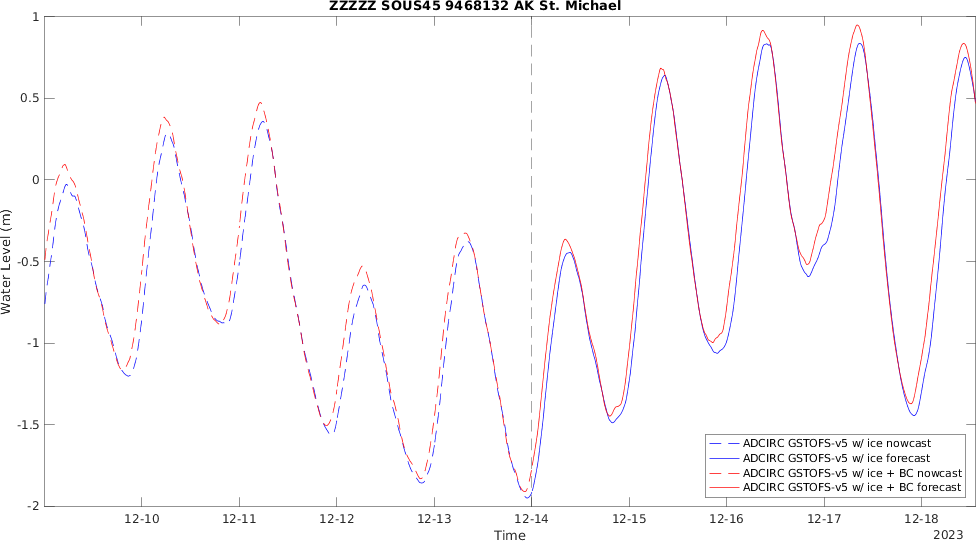 ZZZZZ SOUS45 9468132 AK St. Michael
1
0.5
0
-0.5
-1
-1.5
-2
Water Level (m)
ADCIRC GSTOFS-v5 w/ ice nowcast
ADCIRC GSTOFS-v5 w/ ice forecast
ADCIRC GSTOFS-v5 w/ ice + BC nowcast
ADCIRC GSTOFS-v5 w/ ice + BC forecast
12-10 12-11 12-12 12-13 12-14 12-15 12-16 12-17 12-18
Time
2023